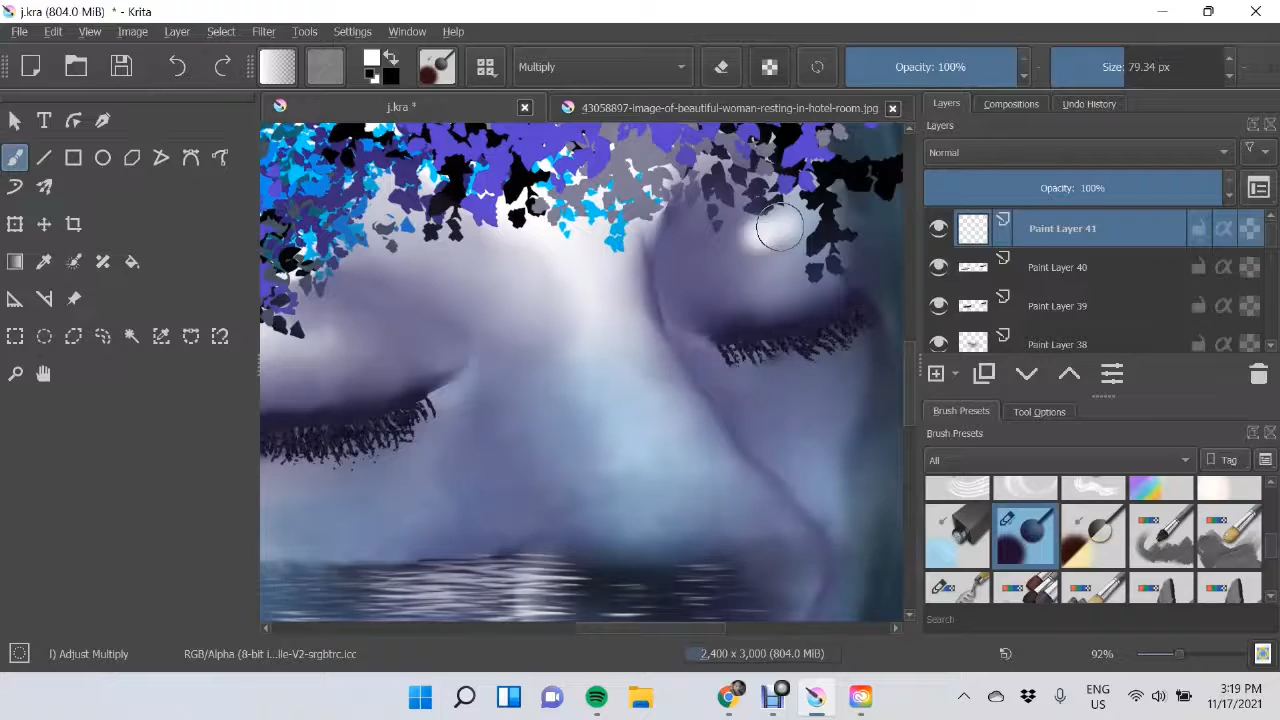 j.kra (804.0 MiB) * - Krita
File Edit View Image Layer Select Filter Tools Settings Window Help
Multiply
Opacity: 100%
Size: 79.34 px
j.kra *
43058897-image-of-beautiful-woman-resting-in-hotel-room.jpg
Layers Compositions Undo History
Layers
Normal
Opacity: 100%
Paint Layer 41
Paint Layer 40
Paint Layer 39
Paint Layer 38
Brush Presets Tool Options
Brush Presets
All
Tag
Search
l) Adjust Multiply
RGB/Alpha (8-bit i...lle-V2-srgbtrc.icc
2,400 x 3,000 (804.0 MiB)
92%
ENG
US
3:19 PM
11/17/2021